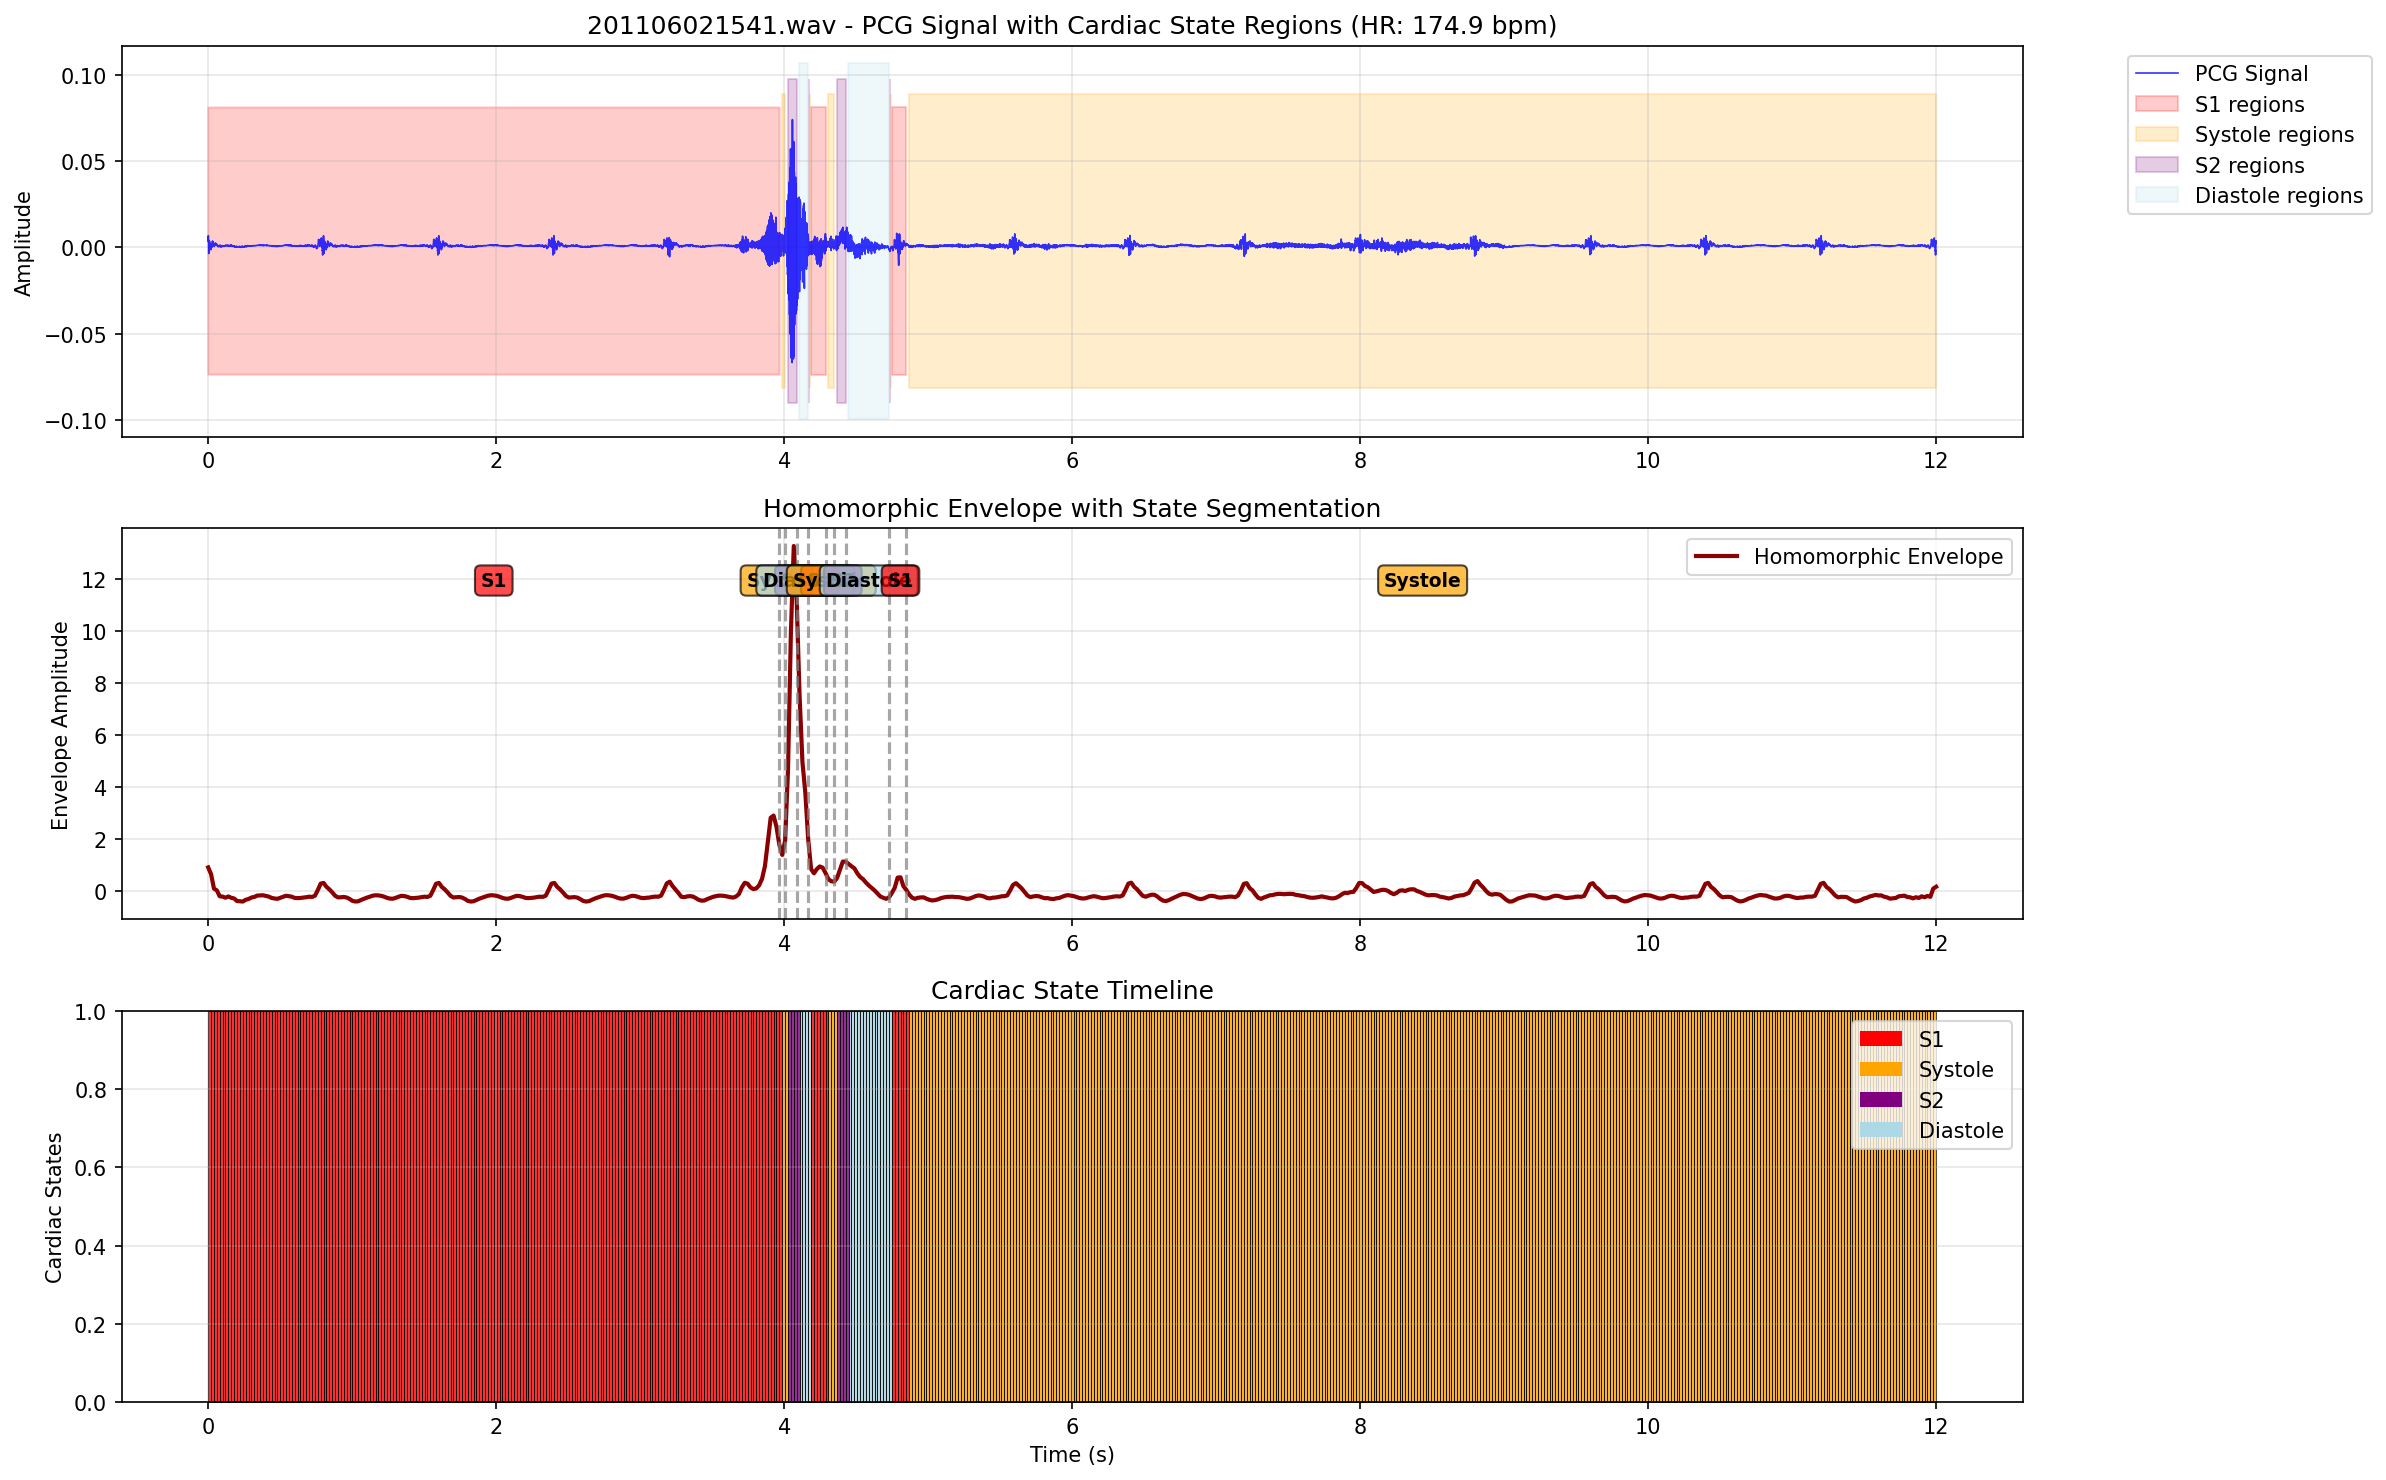 201106021541.wav - PCG Signal with Cardiac State Regions (HR: 174.9 bpm)
Amplitude
0.10
0.05
0.00
−0.05
−0.10
0 2 4 6 8 10 12
PCG Signal
S1 regions
Systole regions
S2 regions
Diastole regions
Homomorphic Envelope with State Segmentation
Envelope Amplitude
12
10
8
6
4
2
0
S1
Diastole
S1
Systole
Homomorphic Envelope
0 2 4 6 8 10 12
Cardiac State Timeline
Cardiac States
1.0
0.8
0.6
0.4
0.2
0.0
S1
Systole
S2
Diastole
0 2 4 6 8 10 12
Time (s)